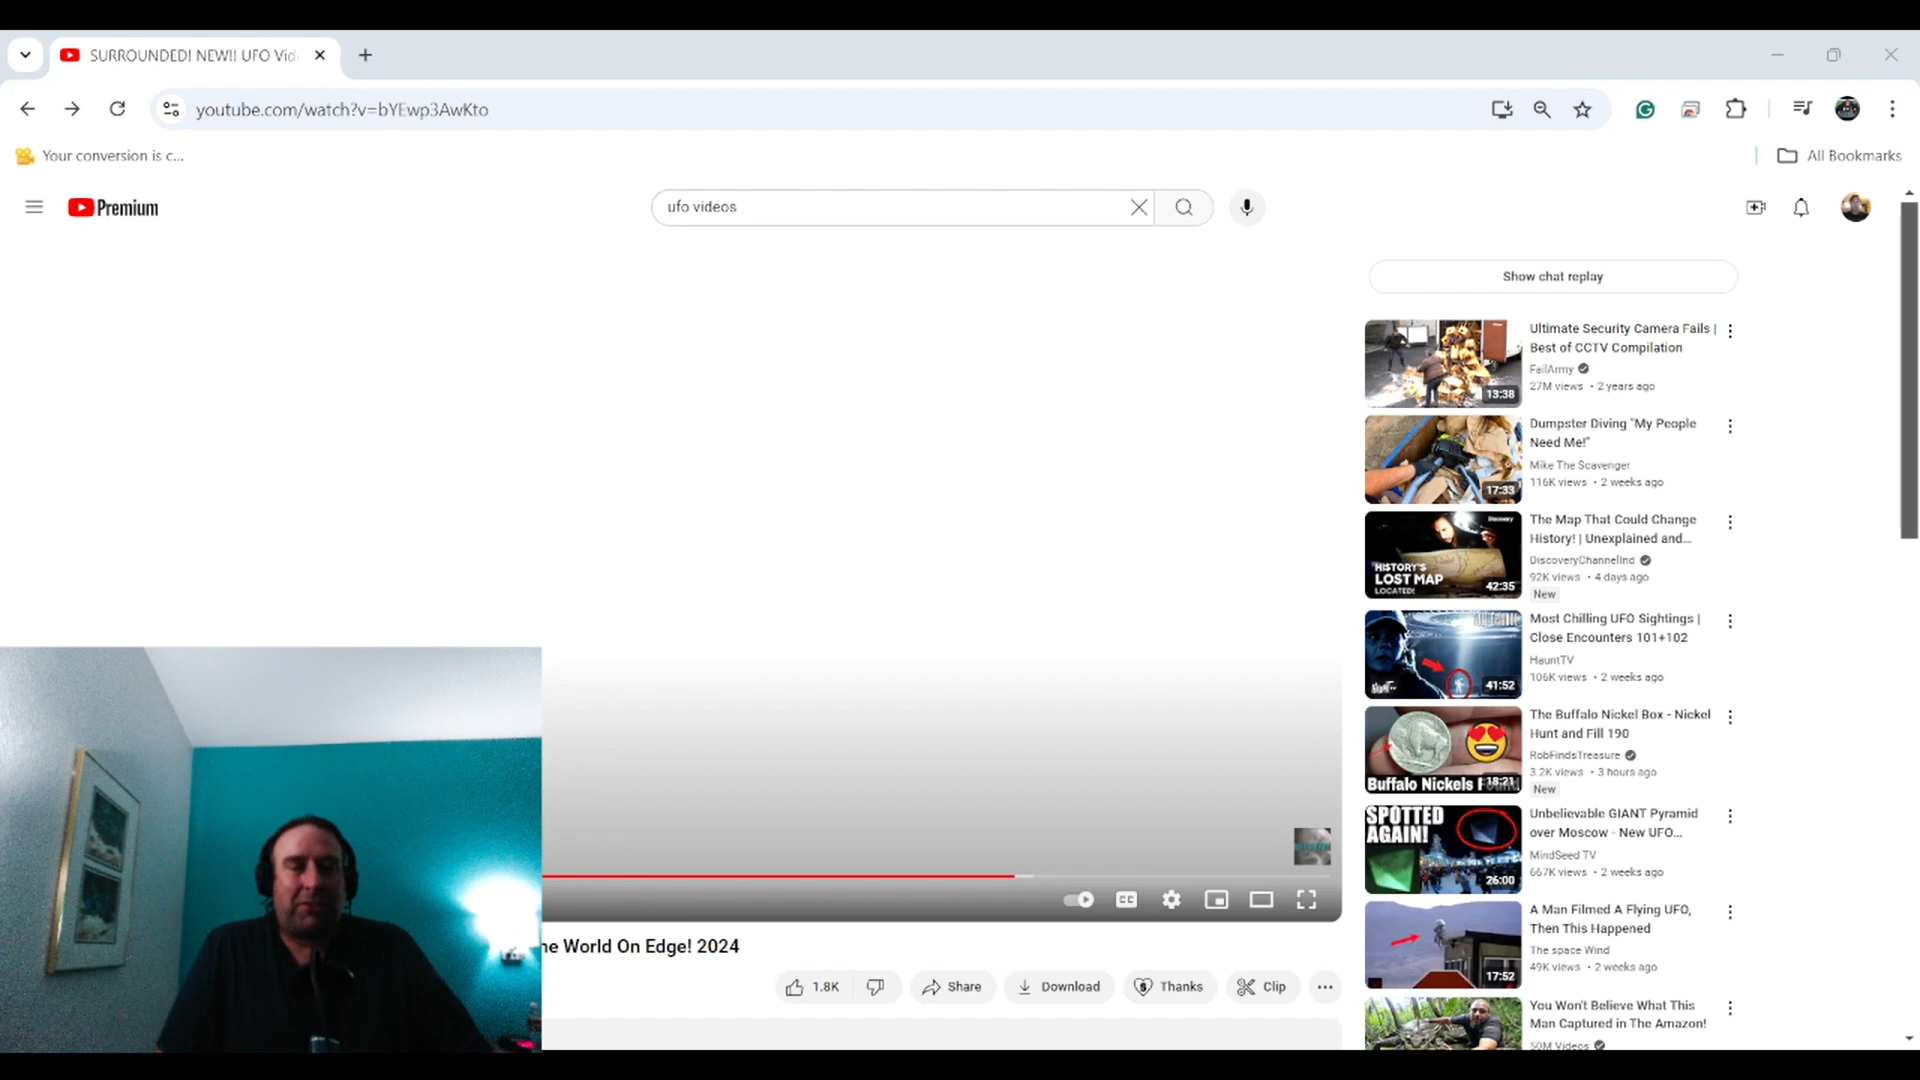 SURROUNDED! NEW!! UFO Vid
youtube.com/watch?v=bYEwp3AwKto
Your conversion is c...
All Bookmarks
Premium
ufo videos
Show chat replay
13:38
Ultimate Security Camera Fails |
Best of CCTV Compilation
FailArmy
27M views • 2 years ago
17:33
Dumpster Diving "My People
Need Me!"
Mike The Scavenger
116K views • 2 weeks ago
Discovery
HISTORY'S
LOST MAP
LOCATED!
42:35
The Map That Could Change
History! | Unexplained and...
DiscoveryChannelInd
92K views • 4 days ago
New
41:52
Most Chilling UFO Sightings |
Close Encounters 101+102
HauntTV
106K views • 2 weeks ago
Buffalo Nickels
18:21
The Buffalo Nickel Box - Nickel
Hunt and Fill 190
RobFindsTreasure
3.2K views • 3 hours ago
New
SPOTTED
AGAIN!
26:00
Unbelievable GIANT Pyramid
over Moscow - New UFO...
MindSeed TV
667K views • 2 weeks ago
17:52
A Man Filmed A Flying UFO,
Then This Happened
The space Wind
49K views • 2 weeks ago
You Won't Believe What This
Man Captured in The Amazon!
50M Videos
CC
he World On Edge! 2024
1.8K
Share
Download
Thanks
Clip